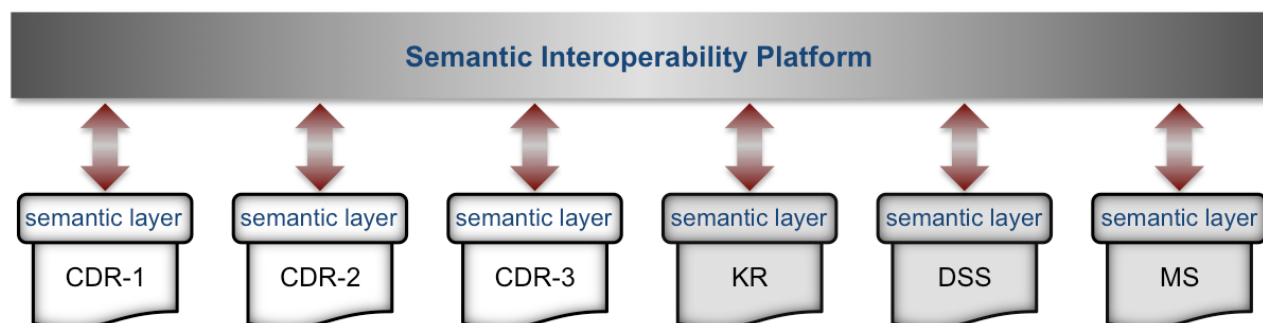 Semantic Interoperability Platform
semantic layer semantic layer semantic layer semantic layer semantic layer semantic layer
CDR-1 CDR-2 CDR-3 KR DSS MS